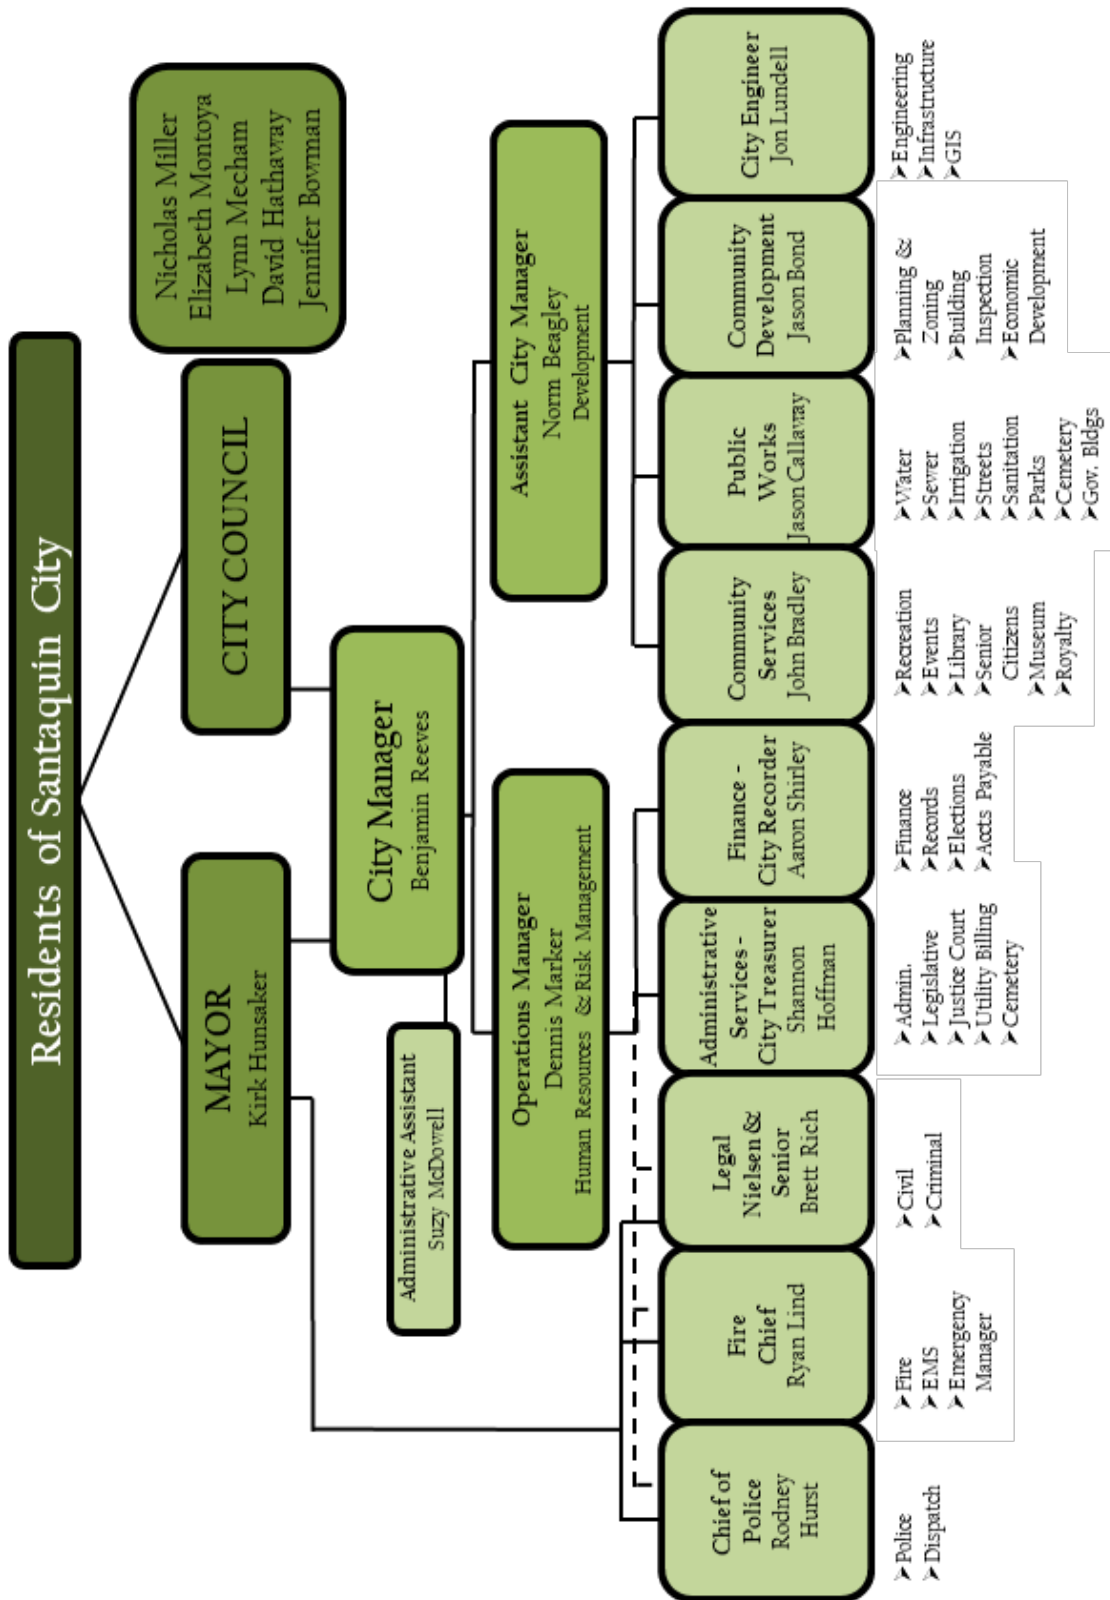 Residents of Santaquin City
MAYOR
Kirk Hunsaker
CITY COUNCIL
Nicholas Miller
Elizabeth Montoya
Lynn Mecham
David Hathaway
Jennifer Bowman
City Manager
Benjamin Reeves
Administrative Assistant
Suzy McDowell
Operations Manager
Dennis Marker
Human Resources & Risk Management
Assistant City Manager
Norm Beagley
Development
Chief of
Police
Rodney
Hurst
Fire
Chief
Ryan Lind
Legal
Nielsen &
Senior
Brett Rich
Administrative
Services-
City Treasurer
Shannon
Hoffman
Finance -
City Recorder
Aaron Shirley
Community
Services
John Bradley
Public
Works
Jason Callaway
Community
Development
Jason Bond
City Engineer
Jon Lundell
➤Police
➤Dispatch
➤Fire
➤EMS
➤Emergency
Manager
➤Civil
➤Criminal
➤Admin.
➤Legislative
➤Justice Court
➤Utility Billing
➤Cemetery
➤Finance
➤Records
➤Elections
➤Accts Payable
➤Recreation
➤Events
➤Library
➤Senior
Citizens
➤Museum
➤Royalty
➤Water
➤Sewer
➤Irrigation
➤Streets
➤Sanitation
➤Parks
➤Cemetery
➤Gov. Bldgs
➤Planning &
Zoning
➤Building
Inspection
➤Economic
Development
➤Engineering
➤Infrastructure
➤GIS